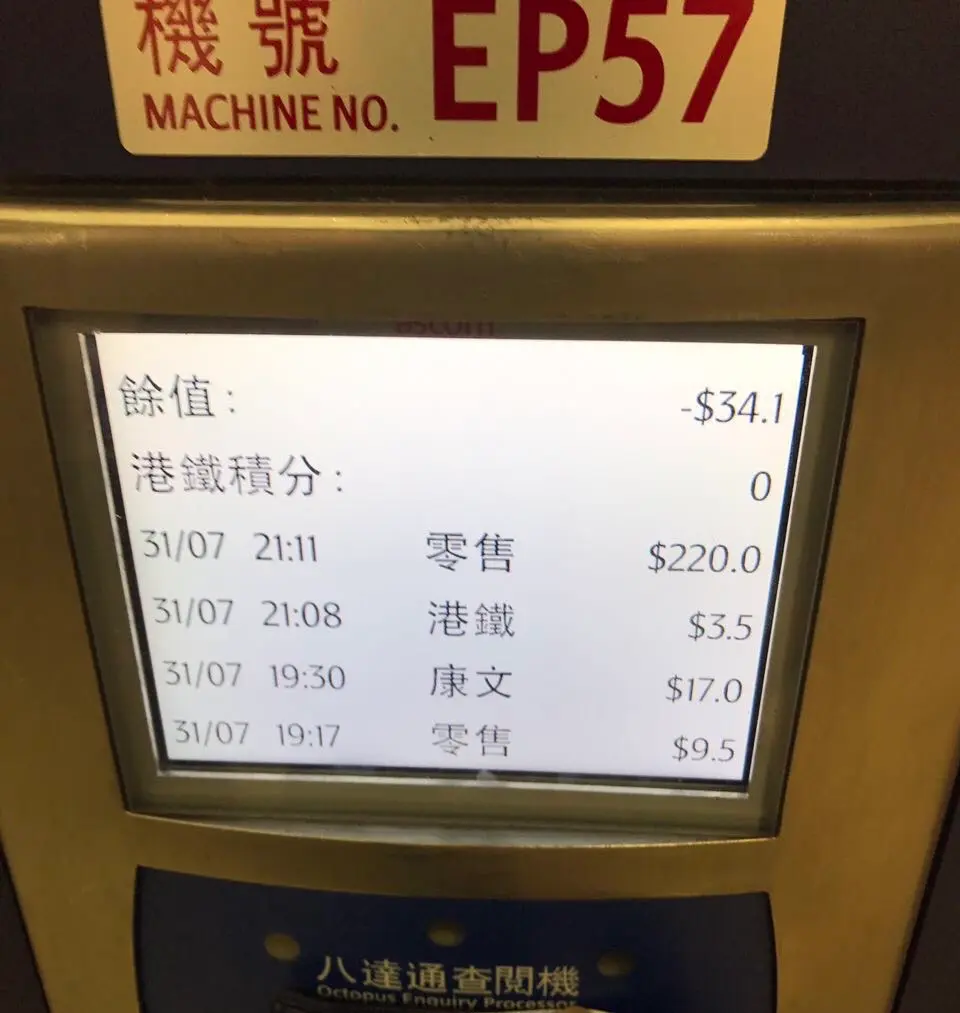 機號 EP57
MACHINE NO.
ascom
餘值: -$34.1
港鐵積分: 0
31/07 21:11 零售 $220.0
31/07 21:08 港鐵 $3.5
31/07 19:30 康文 $17.0
31/07 19:17 零售 $9.5
八達通查閱機
Octopus Enquiry Processor